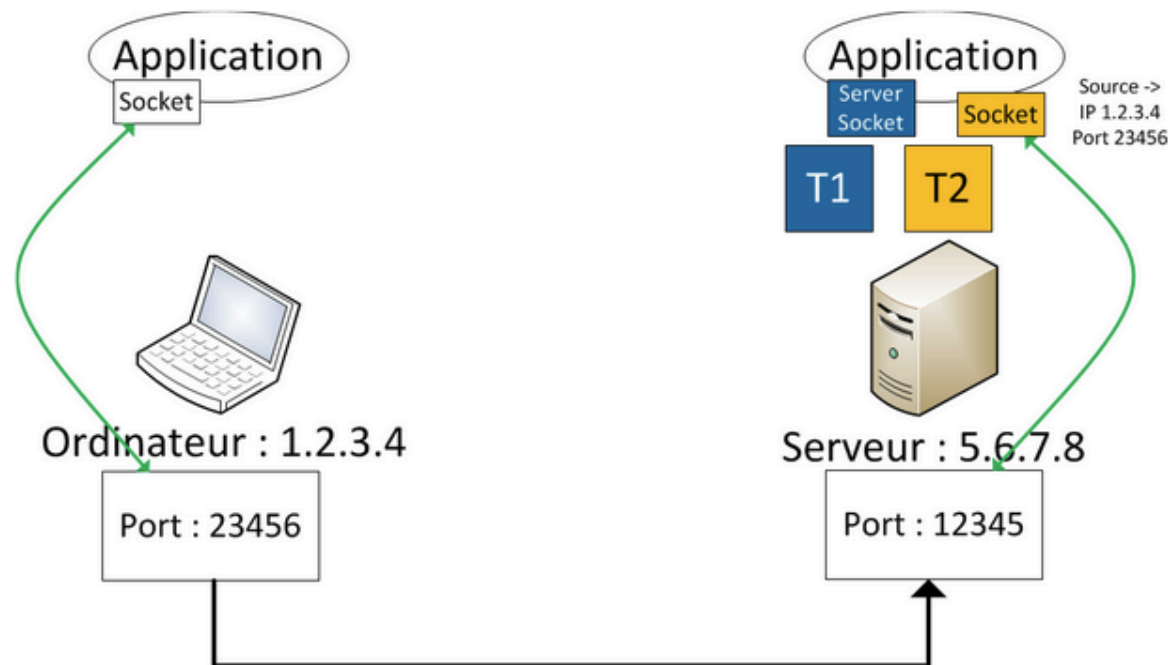 Application
Socket
Application
Server
Socket
Socket
Source ->
IP 1.2.3.4
Port 23456
T1
T2
Ordinateur : 1.2.3.4
Serveur : 5.6.7.8
Port : 23456
Port : 12345